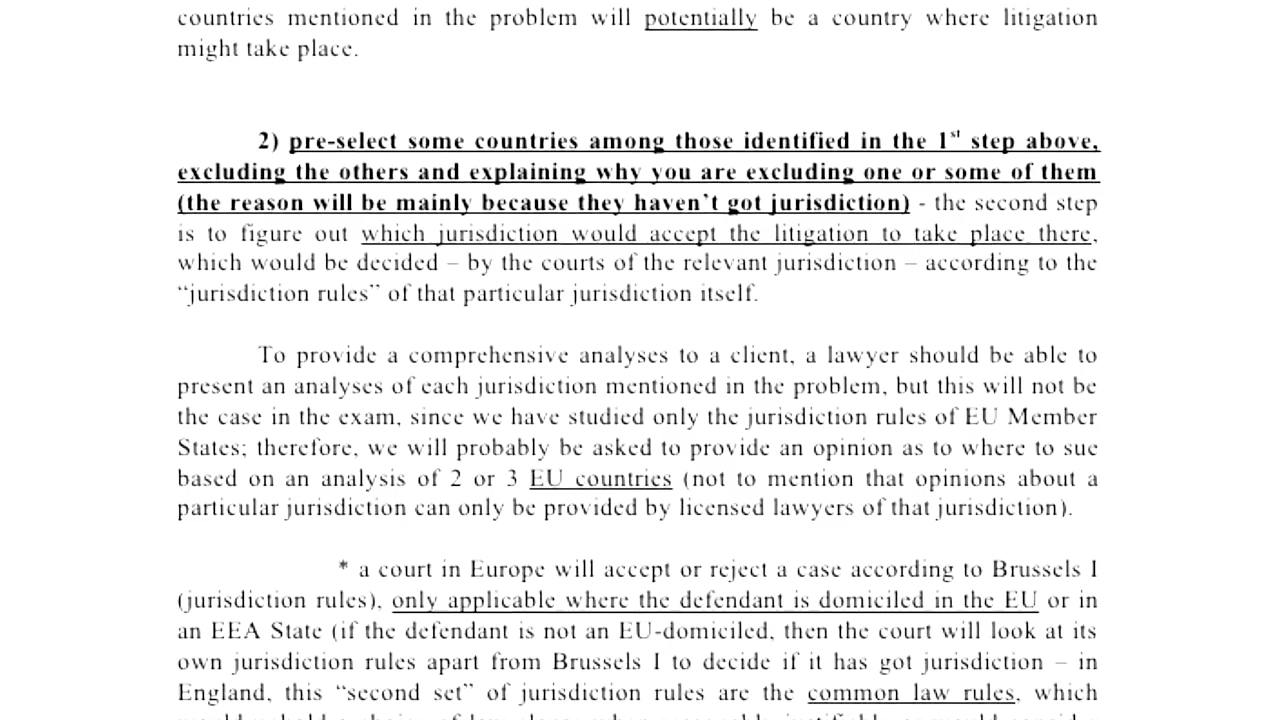 countries mentioned in the problem will potentially be a country where litigation
might take place.
2) pre-select some countries among those identified in the 1st step above,
excluding the others and explaining why you are excluding one or some of them
(the reason will be mainly because they haven't got jurisdiction) - the second step
is to figure out which jurisdiction would accept the litigation to take place there,
which would be decided – by the courts of the relevant jurisdiction – according to the
“jurisdiction rules” of that particular jurisdiction itself.
To provide a comprehensive analyses to a client, a lawyer should be able to
present an analyses of each jurisdiction mentioned in the problem, but this will not be
the case in the exam, since we have studied only the jurisdiction rules of EU Member
States; therefore, we will probably be asked to provide an opinion as to where to sue
based on an analysis of 2 or 3 EU countries (not to mention that opinions about a
particular jurisdiction can only be provided by licensed lawyers of that jurisdiction).
* a court in Europe will accept or reject a case according to Brussels I
(jurisdiction rules), only applicable where the defendant is domiciled in the EU or in
an EEA State (if the defendant is not an EU-domiciled, then the court will look at its
own jurisdiction rules apart from Brussels I to decide if it has got jurisdiction – in
England, this “second set” of jurisdiction rules are the common law rules, which